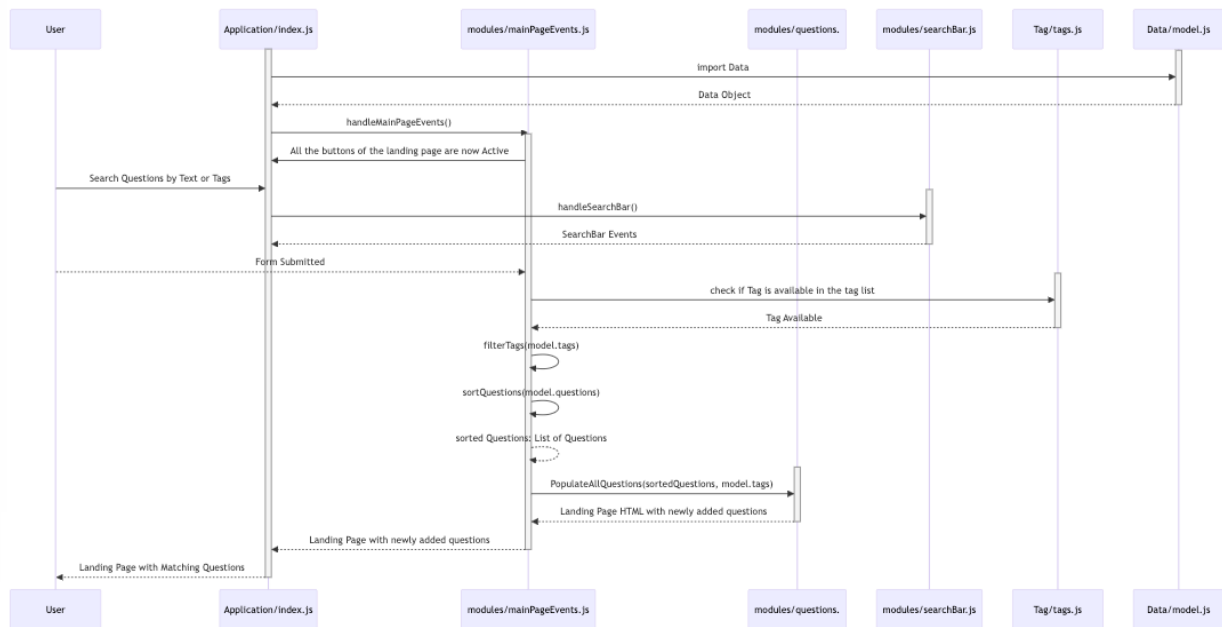 User
Application/index.js
modules/mainPageEvents.js
modules/questions.
modules/searchBar.js
Tag/tags.js
Data/model.js
import Data
Data Object
handleMainPageEvents()
All the buttons of the landing page are now Active
Search Questions by Text or Tags
handleSearchBar()
SearchBar Events
Form Submitted
check if Tag is available in the tag list
Tag Available
filterTags(model.tags)
sortQuestions(model.questions)
sorted Questions: List of Questions
PopulateAllQuestions(sortedQuestions, model.tags)
Landing Page HTML with newly added questions
Landing Page with newly added questions
Landing Page with Matching Questions
User
Application/index.js
modules/mainPageEvents.js
modules/questions.
modules/searchBar.js
Tag/tags.js
Data/model.js